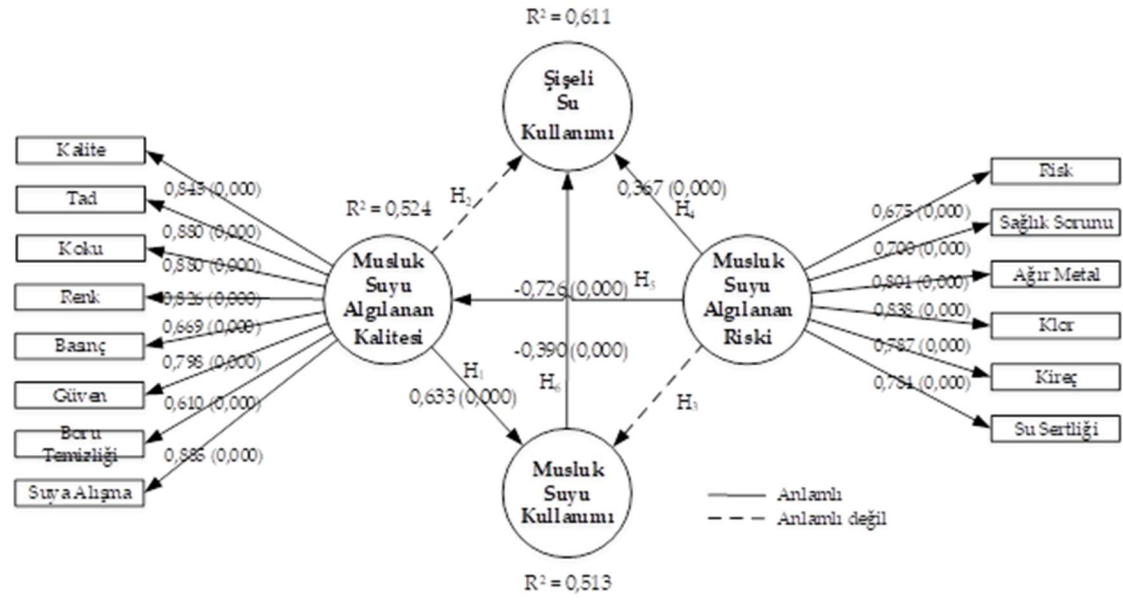 R² = 0,611
Şişeli
Su
Kullanımı
Kalite
Tad
Koku
Renk
Basınç
Güven
Boru
Temizliği
Suya Alışma
0,845 (0,000)
0,880 (0,000)
0,880 (0,000)
0,826 (0,000)
0,669 (0,000)
0,798 (0,000)
0,610 (0,000)
0,885 (0,000)
R² = 0,524
Musluk
Suyu
Algılanan
Kalitesi
H₂
0,367 (0,000)
H₄
-0,726 (0,000)
H₅
-0,390 (0,000)
H₆
H₁
0,633 (0,000)
H₃
Musluk
Suyu
Algılanan
Riski
0,675 (0,000)
0,700 (0,000)
0,801 (0,000)
0,838 (0,000)
0,787 (0,000)
0,781 (0,000)
Risk
Sağlık Sorunu
Ağır Metal
Klor
Kireç
Su Sertliği
Musluk
Suyu
Kullanımı
R² = 0,513
Anlamlı
Anlamlı değil